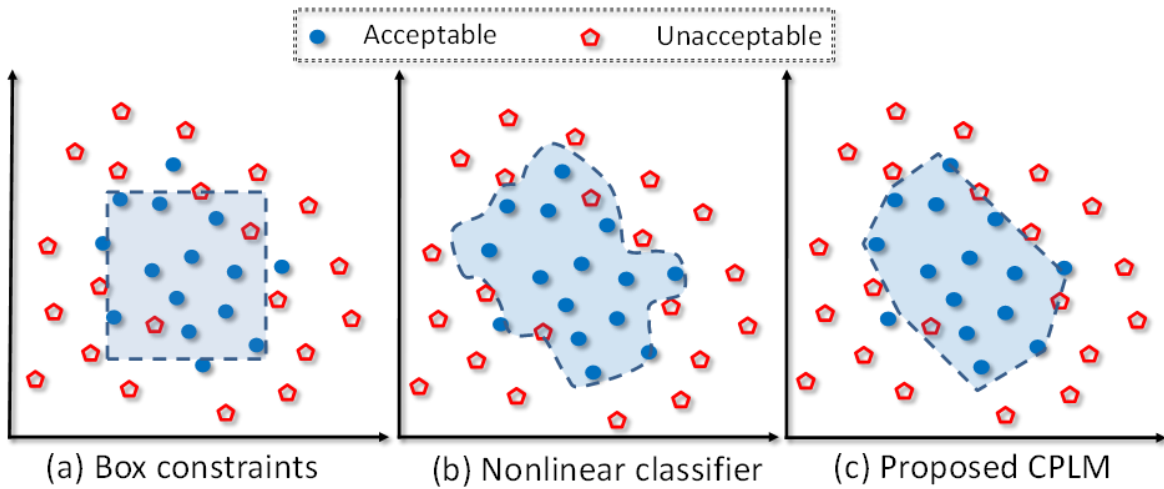 Acceptable Unacceptable
(a) Box constraints
(b) Nonlinear classifier
(c) Proposed CPLM